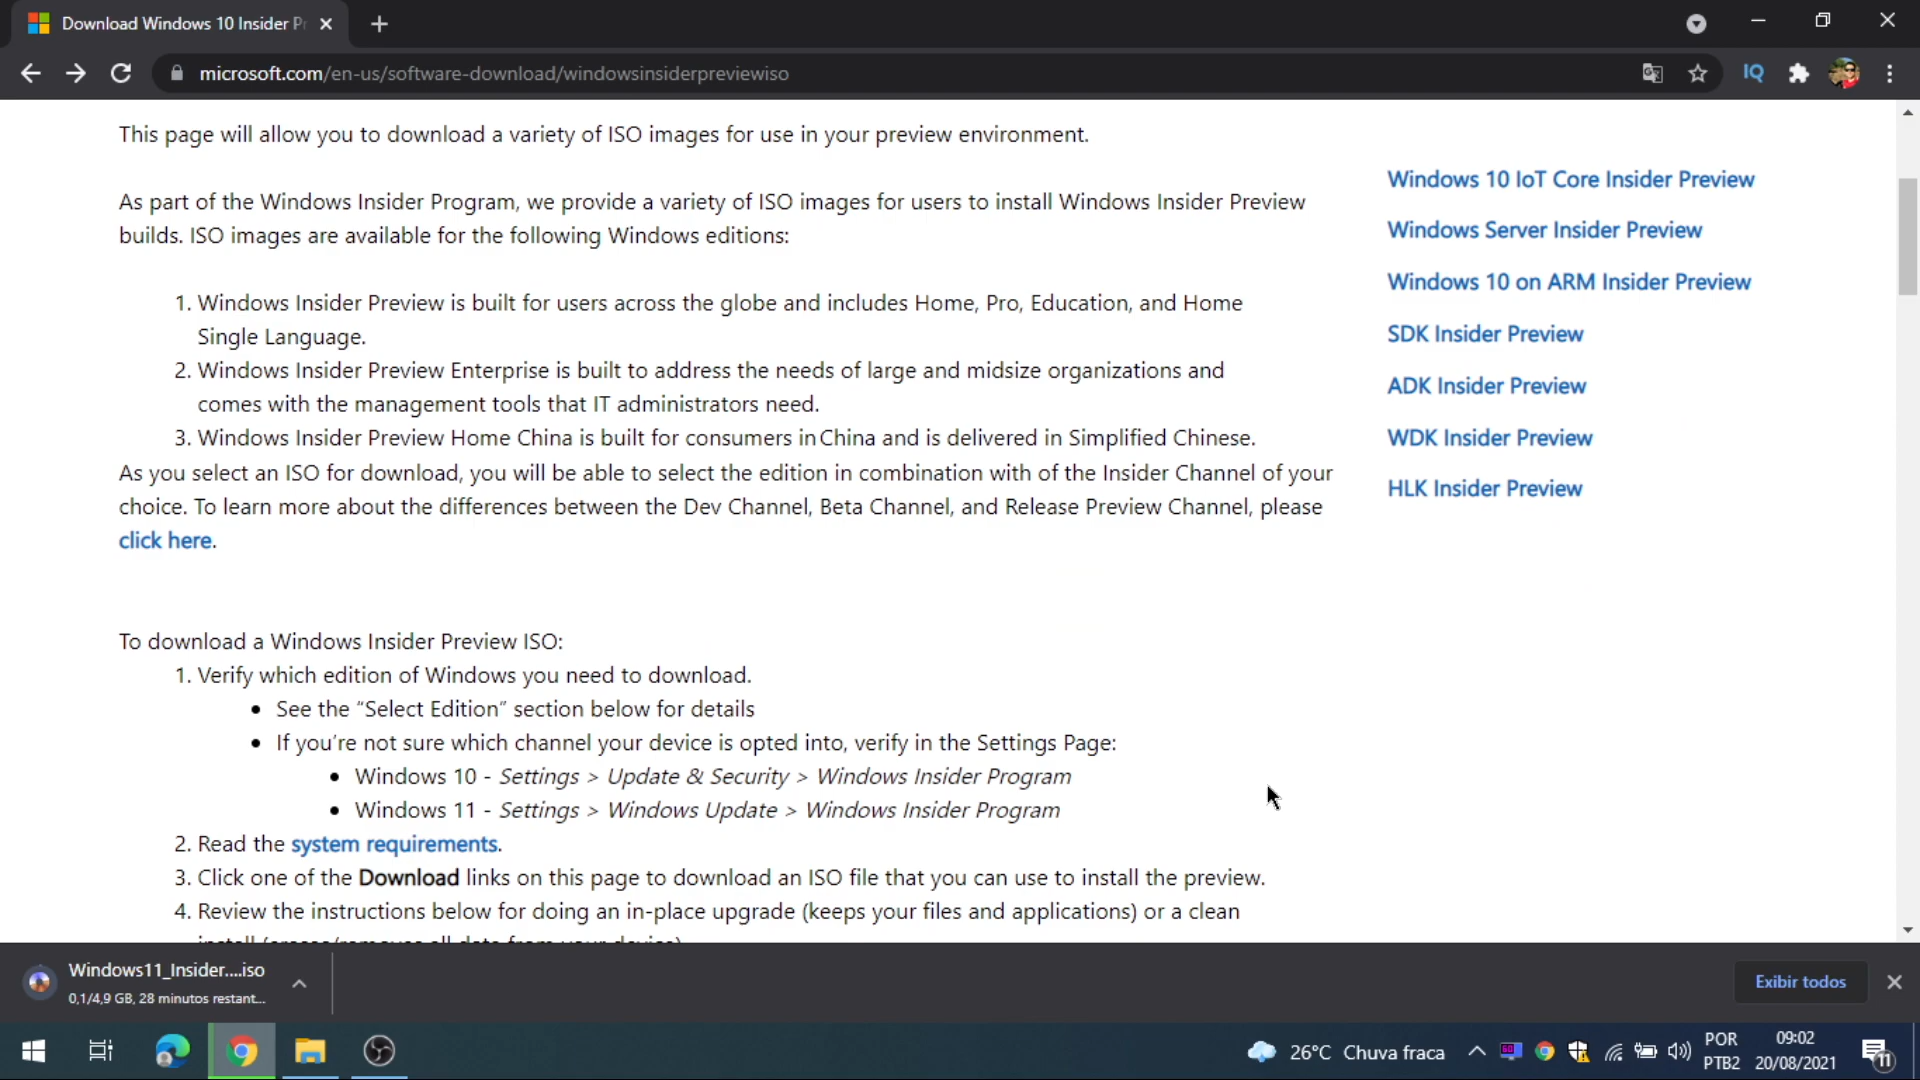 Download Windows 10 Insider Pr
microsoft.com/en-us/software-download/windowsinsiderpreviewiso
IQ
This page will allow you to download a variety of ISO images for use in your preview environment.
As part of the Windows Insider Program, we provide a variety of ISO images for users to install Windows Insider Preview
builds. ISO images are available for the following Windows editions:
1. Windows Insider Preview is built for users across the globe and includes Home, Pro, Education, and Home
Single Language.
2. Windows Insider Preview Enterprise is built to address the needs of large and midsize organizations and
comes with the management tools that IT administrators need.
3. Windows Insider Preview Home China is built for consumers in China and is delivered in Simplified Chinese.
As you select an ISO for download, you will be able to select the edition in combination with of the Insider Channel of your
choice. To learn more about the differences between the Dev Channel, Beta Channel, and Release Preview Channel, please
click here.
To download a Windows Insider Preview ISO:
1. Verify which edition of Windows you need to download.
• See the “Select Edition” section below for details
• If you’re not sure which channel your device is opted into, verify in the Settings Page:
• Windows 10 - Settings > Update & Security > Windows Insider Program
• Windows 11 - Settings > Windows Update > Windows Insider Program
2. Read the system requirements.
3. Click one of the Download links on this page to download an ISO file that you can use to install the preview.
4. Review the instructions below for doing an in-place upgrade (keeps your files and applications) or a clean
install (erases/removes all data from your device)
Windows 10 IoT Core Insider Preview
Windows Server Insider Preview
Windows 10 on ARM Insider Preview
SDK Insider Preview
ADK Insider Preview
WDK Insider Preview
HLK Insider Preview
Windows11_Insider....iso
0,1/4,9 GB, 28 minutos restant...
Exibir todos
26°C Chuva fraca
60
POR
PTB2
09:02
20/08/2021
11